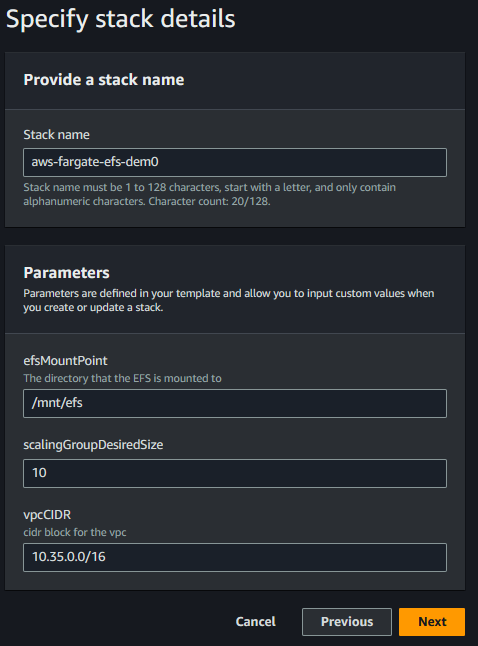 Specify stack details
Provide a stack name
Stack name
aws-fargate-efs-dem0
Stack name must be 1 to 128 characters, start with a letter, and only contain
alphanumeric characters. Character count: 20/128.
Parameters
Parameters are defined in your template and allow you to input custom values when
you create or update a stack.
efsMountPoint
The directory that the EFS is mounted to
/mnt/efs
scalingGroupDesiredSize
10
vpcCIDR
cidr block for the vpc
10.35.0.0/16
Cancel
Previous
Next